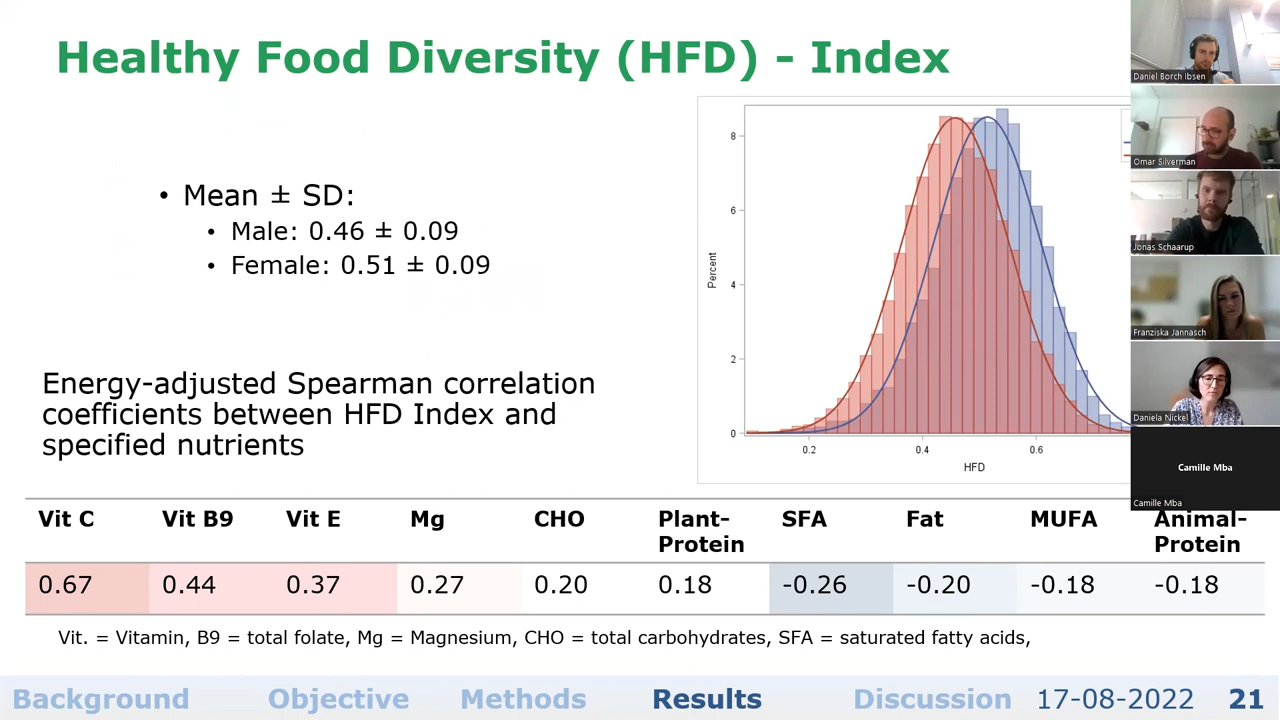 Healthy Food Diversity (HFD) - Index
• Mean ± SD:
• Male: 0.46 ± 0.09
• Female: 0.51 ± 0.09
Energy-adjusted Spearman correlation
coefficients between HFD Index and
specified nutrients
Percent
8
6
4
2
0
0.2 0.4 0.6
HFD
Daniel Borch Ibsen
Omar Silverman
Jonas Schaarup
Franziska Jannasch
Daniela Nickel
Camille Mba
Camille Mba
Vit C Vit B9 Vit E Mg CHO Plant- SFA Fat MUFA Animal-
Protein Protein
0.67 0.44 0.37 0.27 0.20 0.18 -0.26 -0.20 -0.18 -0.18
Vit. = Vitamin, B9 = total folate, Mg = Magnesium, CHO = total carbohydrates, SFA = saturated fatty acids,
Background Objective Methods Results Discussion 17-08-2022 21